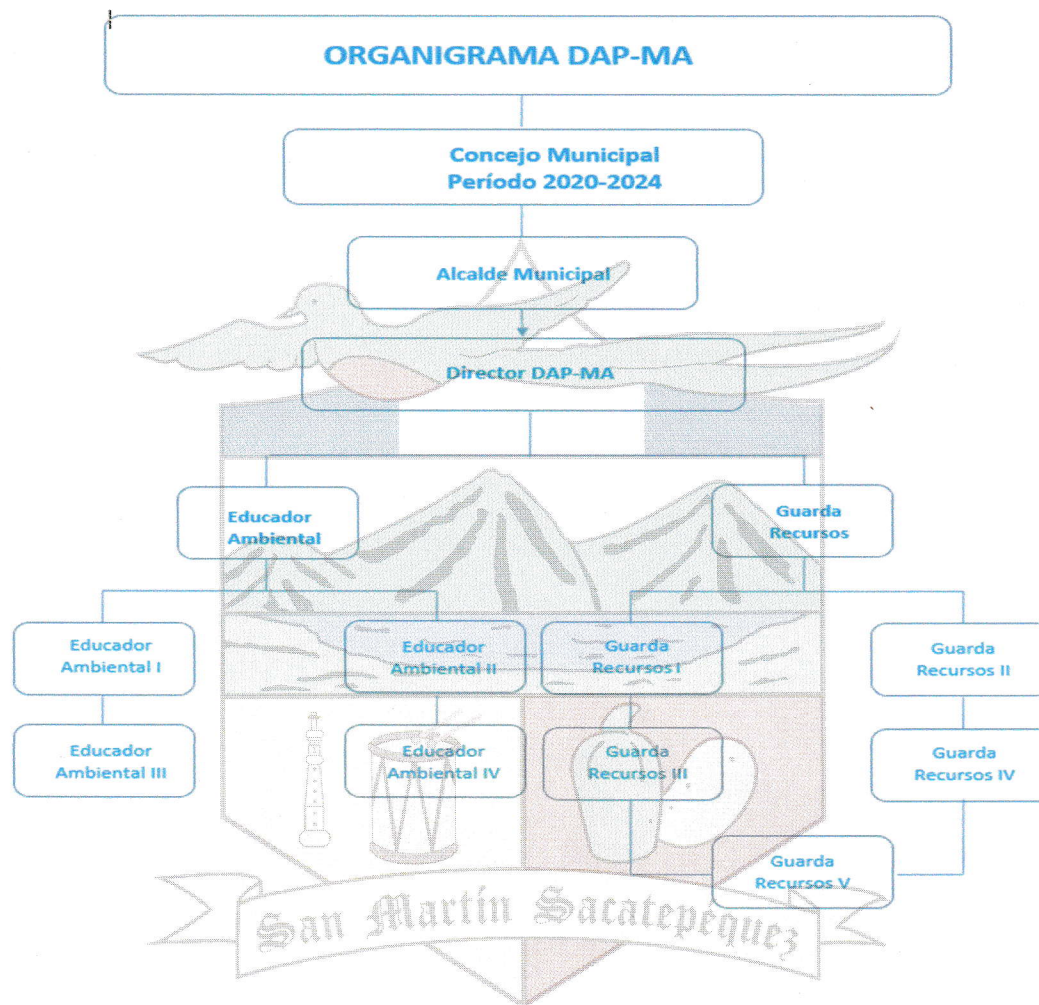 ORGANIGRAMA DAP-MA
Concejo Municipal
Período 2020-2024
Alcalde Municipal
Director DAP-MA
Educador
Ambiental
Guarda
Recursos
Educador
Ambiental I
Educador
Ambiental II
Guarda
Recursos I
Guarda
Recursos II
Educador
Ambiental III
Educador
Ambiental IV
Guarda
Recursos III
Guarda
Recursos IV
Guarda
Recursos V
San Martín Sacatepéquez